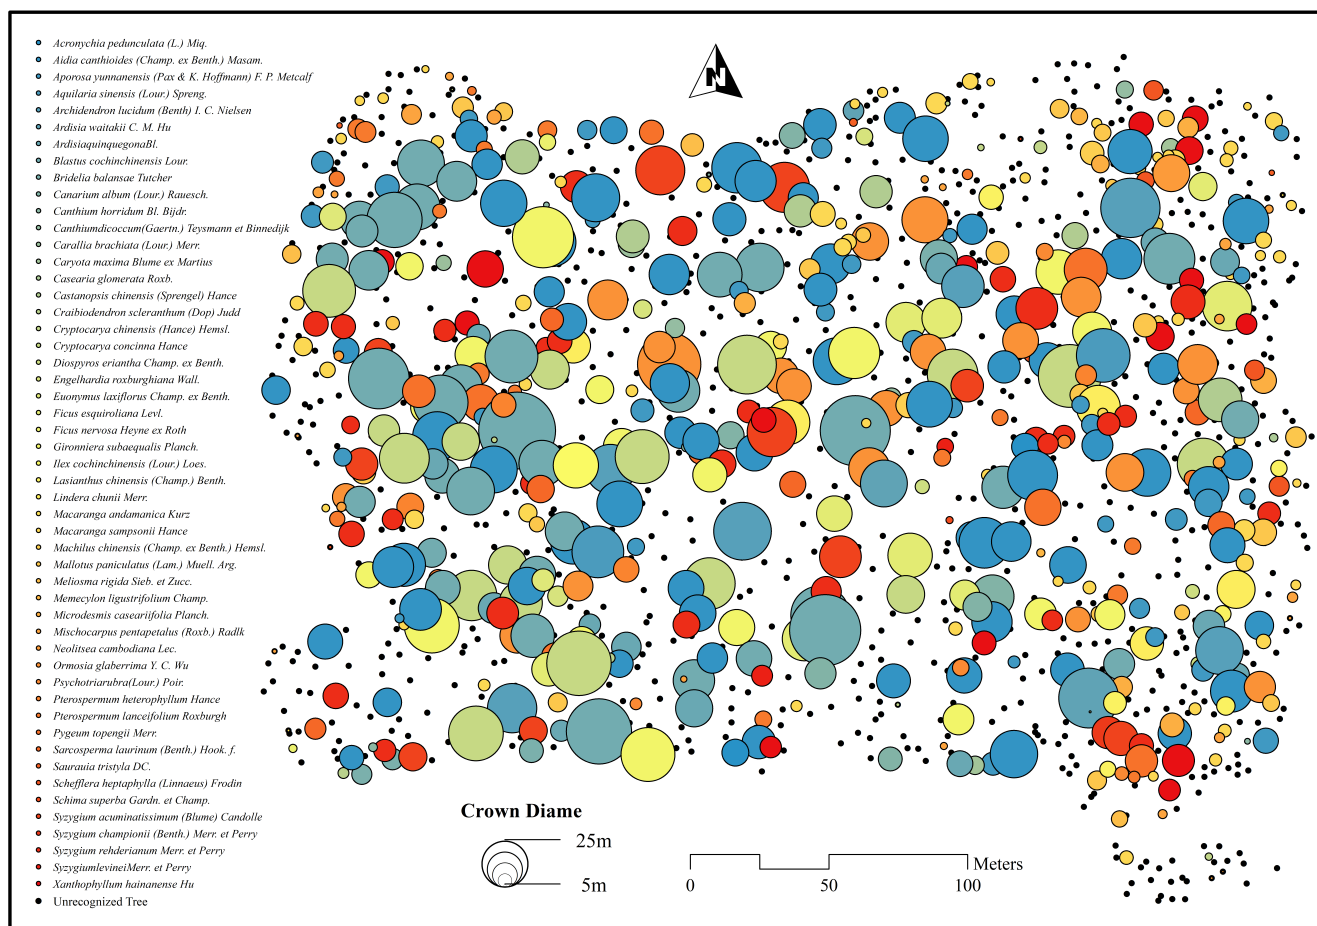 Acronychia pedunculata (L.) Miq.
Aidia canthioides (Champ. ex Benth.) Masam.
Aporosa yunnanensis (Pax & K. Hoffmann) F. P. Metcalf
Aquilaria sinensis (Lour.) Spreng.
Archidendron lucidum (Benth) I. C. Nielsen
Ardisia waitakii C. M. Hu
ArdisiaquinquegonaBl.
Blastus cochinchinensis Lour.
Bridelia balansae Tutcher
Canarium album (Lour.) Rauesch.
Canthium horridum Bl. Bijdr.
Canthiumdicoccum(Gaertn.) Teysmann et Binnedijk
Carallia brachiata (Lour.) Merr.
Caryota maxima Blume ex Martius
Casearia glomerata Roxb.
Castanopsis chinensis (Sprengel) Hance
Craibiodendron scleranthum (Dop) Judd
Cryptocarya chinensis (Hance) Hemsl.
Cryptocarya concinna Hance
Diospyros eriantha Champ. ex Benth.
Engelhardia roxburghiana Wall.
Euonymus laxiflorus Champ. ex Benth.
Ficus esquiroliana Levl.
Ficus nervosa Heyne ex Roth
Gironniera subaequalis Planch.
Ilex cochinchinensis (Lour.) Loes.
Lasianthus chinensis (Champ.) Benth.
Lindera chunii Merr.
Macaranga andamanica Kurz
Macaranga sampsonii Hance
Machilus chinensis (Champ. ex Benth.) Hemsl.
Mallotus paniculatus (Lam.) Muell. Arg.
Meliosma rigida Sieb. et Zucc.
Memecylon ligustrifolium Champ.
Microdesmis caseariifolia Planch.
Mischocarpus pentapetalus (Roxb.) Radlk
Neolitsea cambodiana Lec.
Ormosia glaberrima Y. C. Wu
Psychotriarubra(Lour.) Poir.
Pterospermum heterophyllum Hance
Pterospermum lanceifolium Roxburgh
Pygeum topengii Merr.
Sarcosperma laurinum (Benth.) Hook. f.
Saurauia tristyla DC.
Schefflera heptaphylla (Linnaeus) Frodin
Schima superba Gardn. et Champ.
Syzygium acuminatissimum (Blume) Candolle
Syzygium championii (Benth.) Merr. et Perry
Syzygium rehderianum Merr. et Perry
SyzygiumlevineiMerr. et Perry
Xanthophyllum hainanense Hu
Unrecognized Tree
N
Crown Diame
25m
5m
Meters
0 50 100